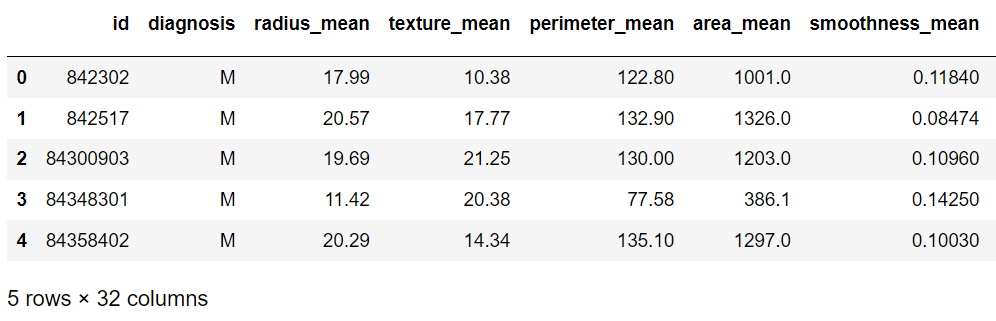 id diagnosis radius_mean texture_mean perimeter_mean area_mean smoothness_mean
0 842302 M 17.99 10.38 122.80 1001.0 0.11840
1 842517 M 20.57 17.77 132.90 1326.0 0.08474
2 84300903 M 19.69 21.25 130.00 1203.0 0.10960
3 84348301 M 11.42 20.38 77.58 386.1 0.14250
4 84358402 M 20.29 14.34 135.10 1297.0 0.10030
5 rows × 32 columns